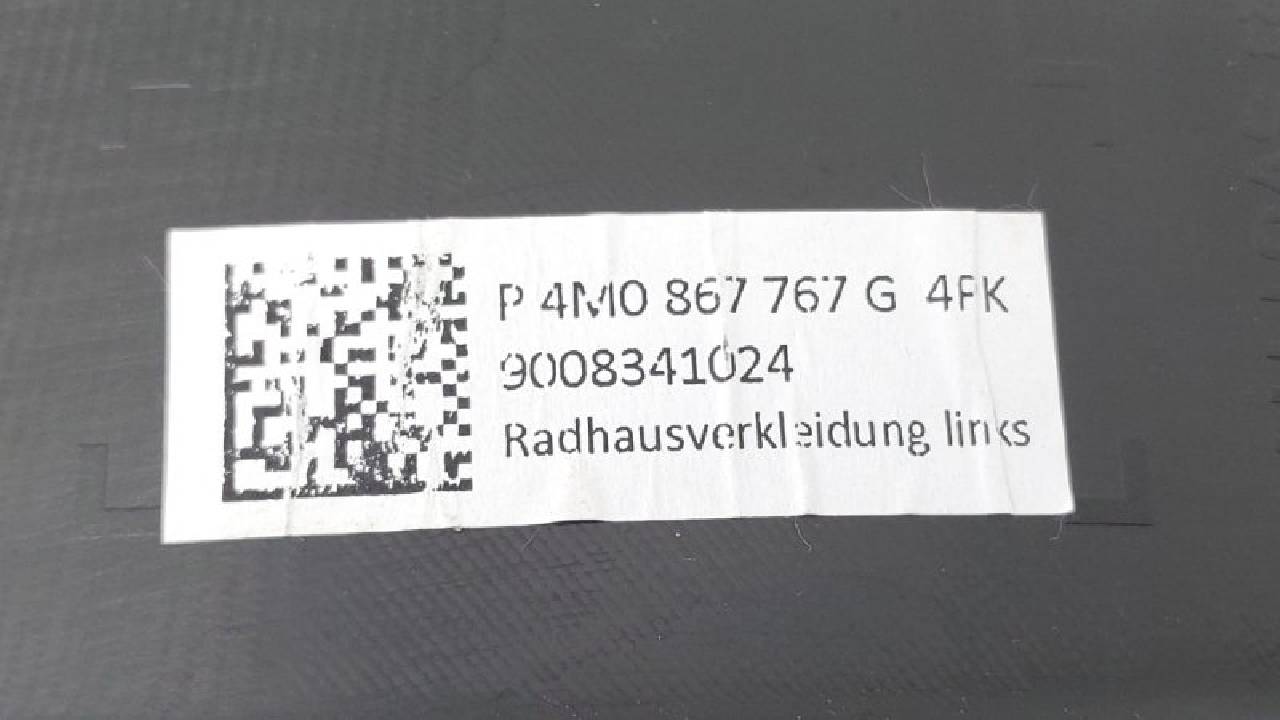 P 4M0 867 767 G 4PK
9008341024
Radhausverkleidung links